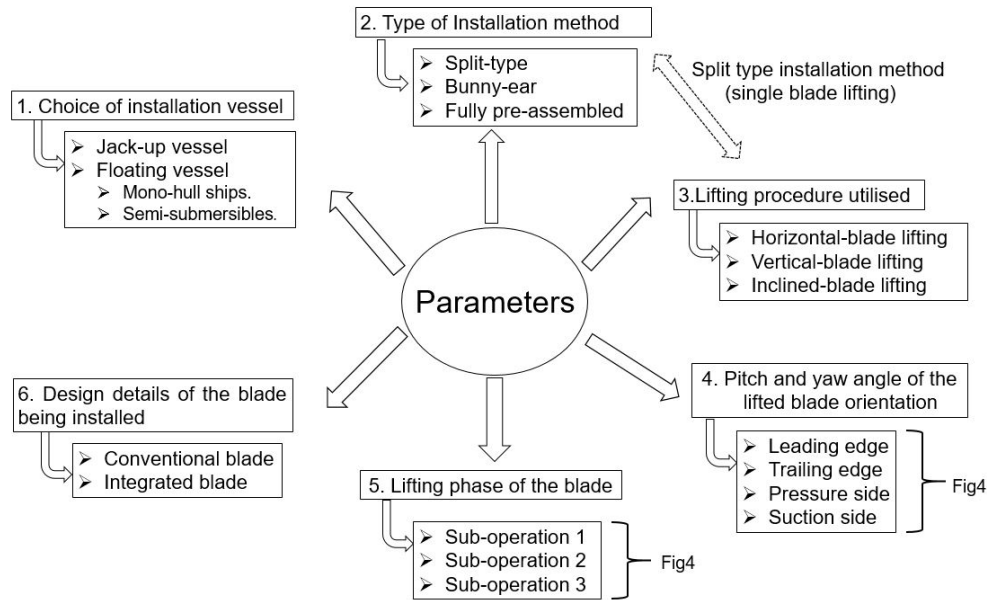 2. Type of Installation method
Split-type
Bunny-ear
Fully pre-assembled
Split type installation method
(single blade lifting)
1. Choice of installation vessel
Jack-up vessel
Floating vessel
Mono-hull ships.
Semi-submersibles.
3.Lifting procedure utilised
Horizontal-blade lifting
Vertical-blade lifting
Inclined-blade lifting
Parameters
4. Pitch and yaw angle of the
lifted blade orientation
Leading edge
Trailing edge
Pressure side
Suction side
Fig4
6. Design details of the blade
being installed
Conventional blade
Integrated blade
5. Lifting phase of the blade
Sub-operation 1
Sub-operation 2
Sub-operation 3
Fig4